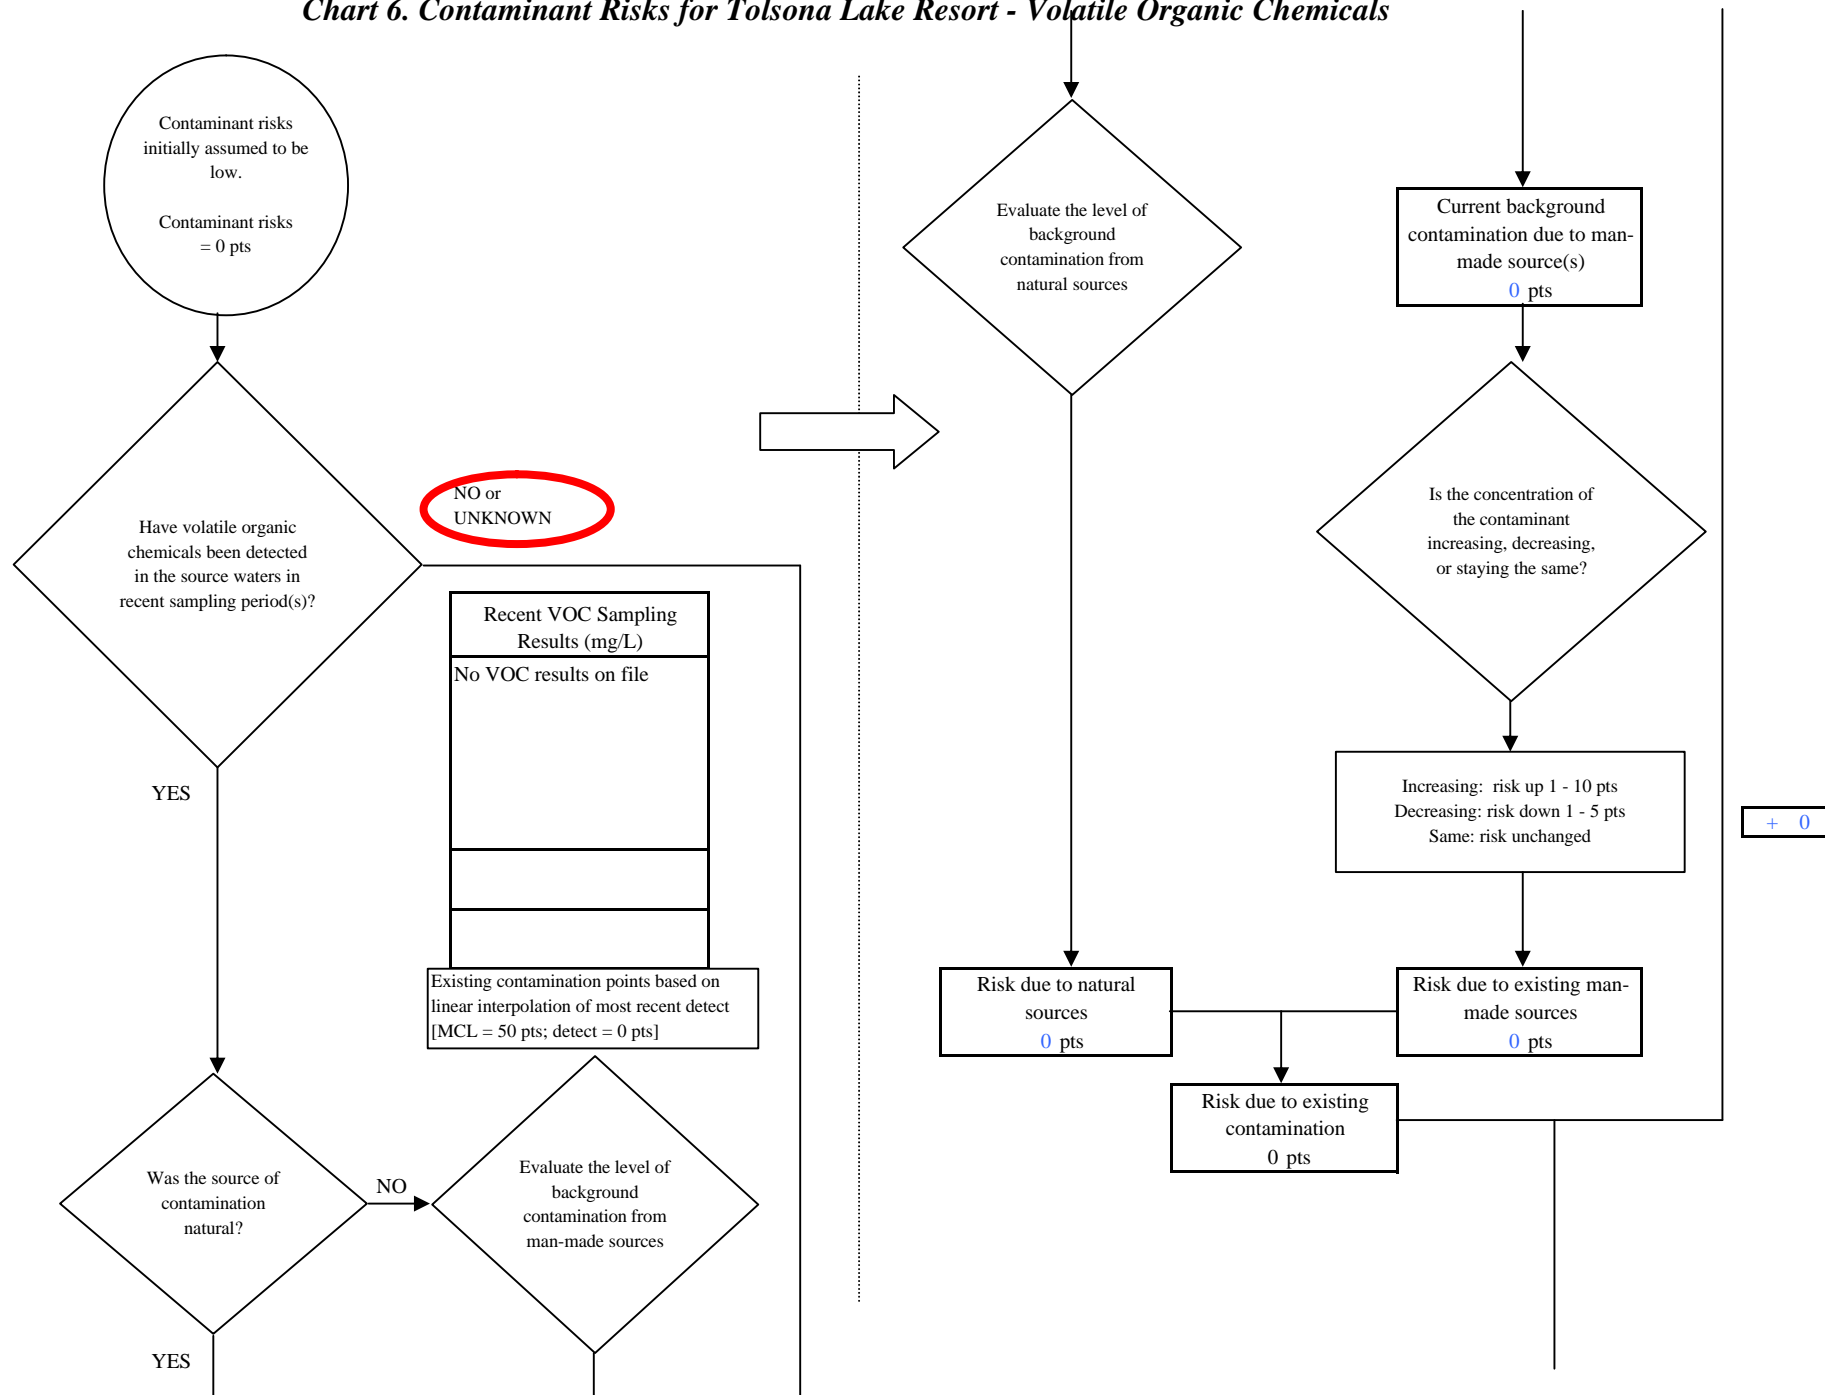 Chart 6. Contaminant Risks for Tolsona Lake Resort - Volatile Organic Chemicals
Contaminant risks
initially assumed to be
low.
Contaminant risks
= 0 pts
Have volatile organic
chemicals been detected
in the source waters in
recent sampling period(s)?
NO or
UNKNOWN
YES
Recent VOC Sampling
Results (mg/L)
No VOC results on file
Existing contamination points based on
linear interpolation of most recent detect
[MCL = 50 pts; detect = 0 pts]
Was the source of
contamination
natural?
NO
YES
Evaluate the level of
background
contamination from
man-made sources
Evaluate the level of
background
contamination from
natural sources
Current background
contamination due to man-
made source(s)
0 pts
Is the concentration of
the contaminant
increasing, decreasing,
or staying the same?
Increasing: risk up 1 - 10 pts
Decreasing: risk down 1 - 5 pts
Same: risk unchanged
+ 0
Risk due to natural
sources
0 pts
Risk due to existing man-
made sources
0 pts
Risk due to existing
contamination
0 pts